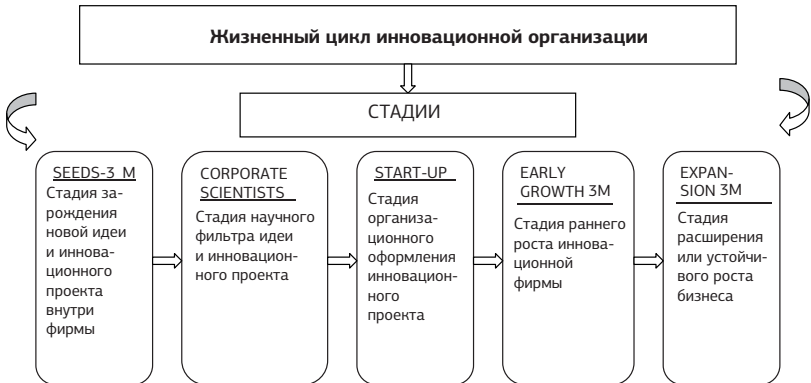 Жизненный цикл инновационной организации
СТАДИИ
SEEDS-3 M
Стадия за-
рождения
новой идеи
и иннова-
ционного
проекта
внутри
фирмы
CORPORATE
SCIENTISTS
Стадия научного
фильтра идеи
и инновацион-
ного проекта
START-UP
Стадия
организа-
ционного
оформления
инновацион-
ного
проекта
EARLY
GROWTH 3M
Стадия раннего
роста иннова-
ционной
фирмы
EXPAN-
SION 3M
Стадия
расширения
или устойчи-
вого роста
бизнеса